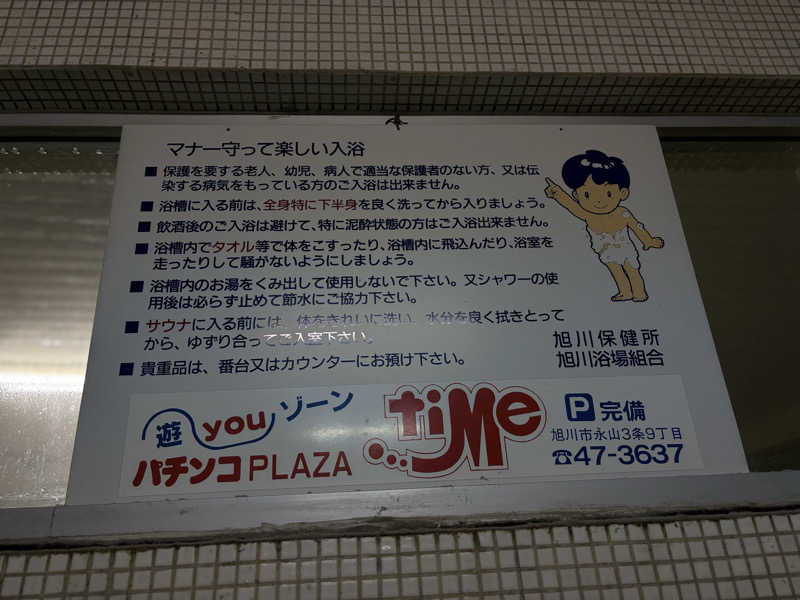 マナー守って楽しい入浴
■ 保護を要する老人、幼児、病人で適当な保護者のない方、又は伝
染する病気をもっている方のご入浴は出来ません。
■ 浴槽に入る前は、全身特に下半身を良く洗ってから入りましょう。
■ 飲酒後のご入浴は避けて、特に泥酔状態の方はご入浴出来ません。
■ 浴槽内でタオル等で体をこすったり、浴槽内に飛込んだり、浴室を
走ったりして騒がないようにしましょう。
■ 浴槽内のお湯をくみ出して使用しないで下さい。又シャワーの使
用後は必らず止めて節水にご協力下さい。
■ サウナに入る前には、体をきれいに洗い、水分を良く拭きとって
から、ゆずり合ってご入室下さい。
■ 貴重品は、番台又はカウンターにお預け下さい。
旭川保健所
旭川浴場組合
遊 you ゾーン
パチンコ PLAZA
tiMe
P 完備
旭川市永山3条9丁目
☎47-3637